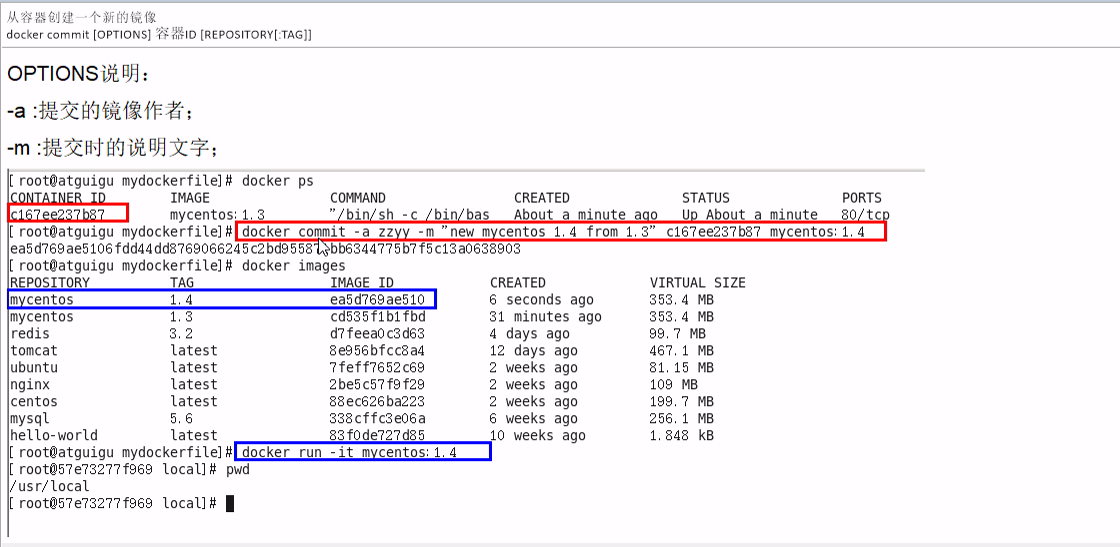 从容器创建一个新的镜像
docker commit [OPTIONS] 容器ID [REPOSITORY[:TAG]]
OPTIONS说明：
-a :提交的镜像作者；
-m :提交时的说明文字；
[root@atguigu mydockerfile]# docker ps
CONTAINER ID IMAGE COMMAND CREATED STATUS PORTS
c167ee237b87 mycentos:1.3 "/bin/sh -c /bin/bas About a minute ago Up About a minute 80/tcp
[root@atguigu mydockerfile]# docker commit -a zzyy -m "new mycentos 1.4 from 1.3" c167ee237b87 mycentos:1.4
[root@atguigu mydockerfile]# docker images
REPOSITORY TAG IMAGE ID CREATED VIRTUAL SIZE
mycentos 1.4 ea5d769ae510 6 seconds ago 353.4 MB
mycentos 1.3 cd535f1b1fbd 31 minutes ago 353.4 MB
redis 3.2 d7feea0c3d63 4 days ago 99.7 MB
tomcat latest 8e956bfcc8a4 12 days ago 467.1 MB
ubuntu latest 7feff7652c69 2 weeks ago 81.15 MB
nginx latest 2be5c57f9f29 2 weeks ago 109 MB
centos latest 88ec626ba223 2 weeks ago 199.7 MB
mysql 5.6 338cffc3e06a 6 weeks ago 256.1 MB
hello-world latest 83f0de727d85 10 weeks ago 1.848 kB
[root@atguigu mydockerfile]# docker run -it mycentos:1.4
[root@57e73277f969 local]# pwd
/usr/local
[root@57e73277f969 local]#